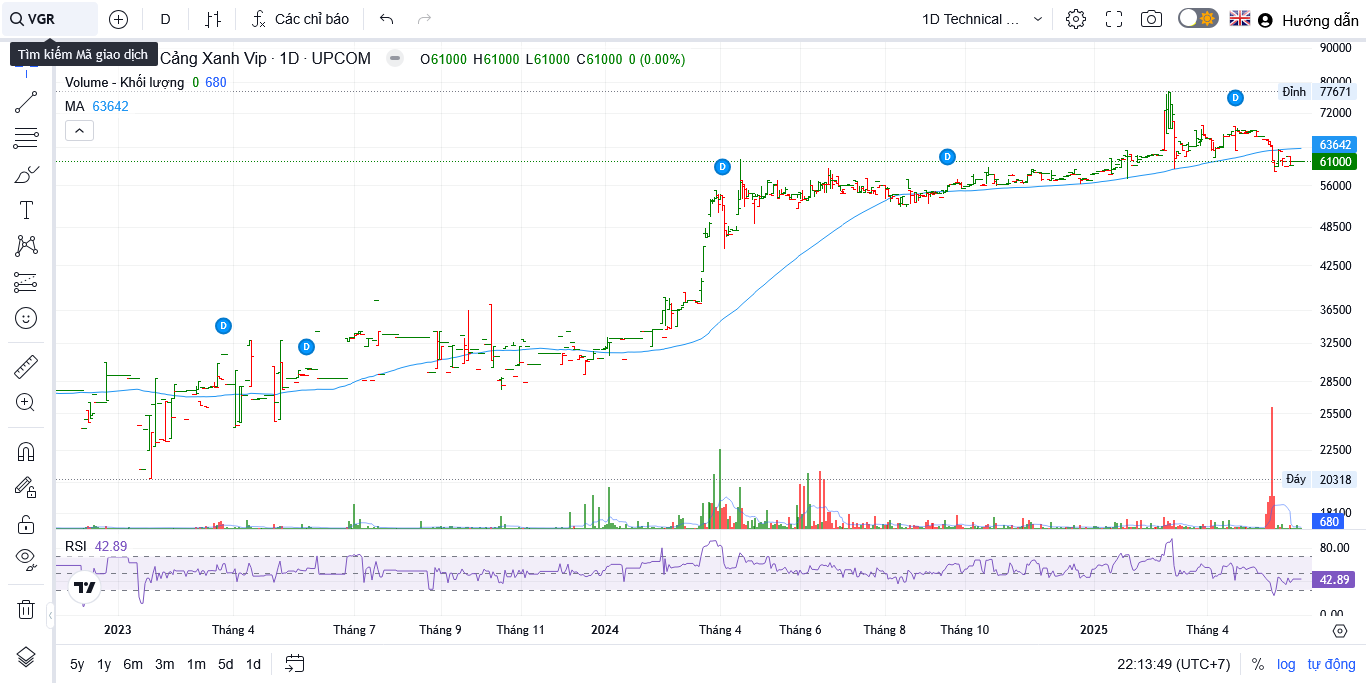 VGR D Các chỉ báo 1D Technical ... Hướng dẫn
Tìm kiếm Mã giao dịch
Cảng Xanh Vip · 1D · UPCOM O61000 H61000 L61000 C61000 0 (0.00%)
Volume - Khối lượng 0 680
MA 63642
90000
80000
Đỉnh 77671
72000
63642
61000
56000
48500
42500
36500
32500
28500
25500
22500
Đáy 20318
18100
680
D
D
D
D
D
RSI 42.89
80.00
42.89
0.00
2023 Tháng 4 Tháng 7 Tháng 9 Tháng 11 2024 Tháng 4 Tháng 6 Tháng 8 Tháng 10 2025 Tháng 4
5y 1y 6m 3m 1m 5d 1d 22:13:49 (UTC+7) % log tự động